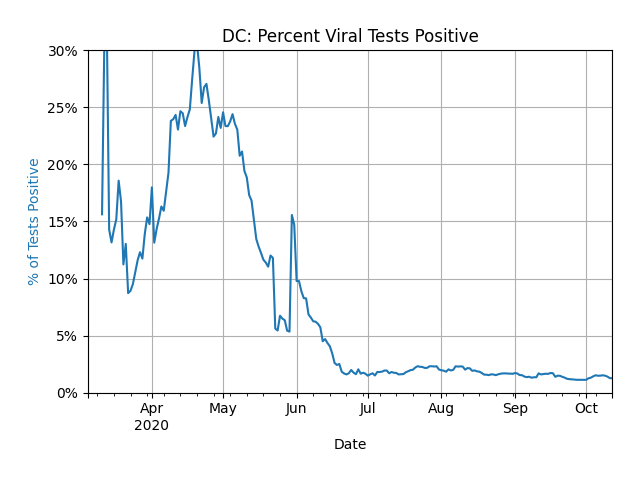 DC: Percent Viral Tests Positive
30%
25%
20%
15%
10%
5%
0%
% of Tests Positive
Apr May Jun Jul Aug Sep Oct
2020
Date